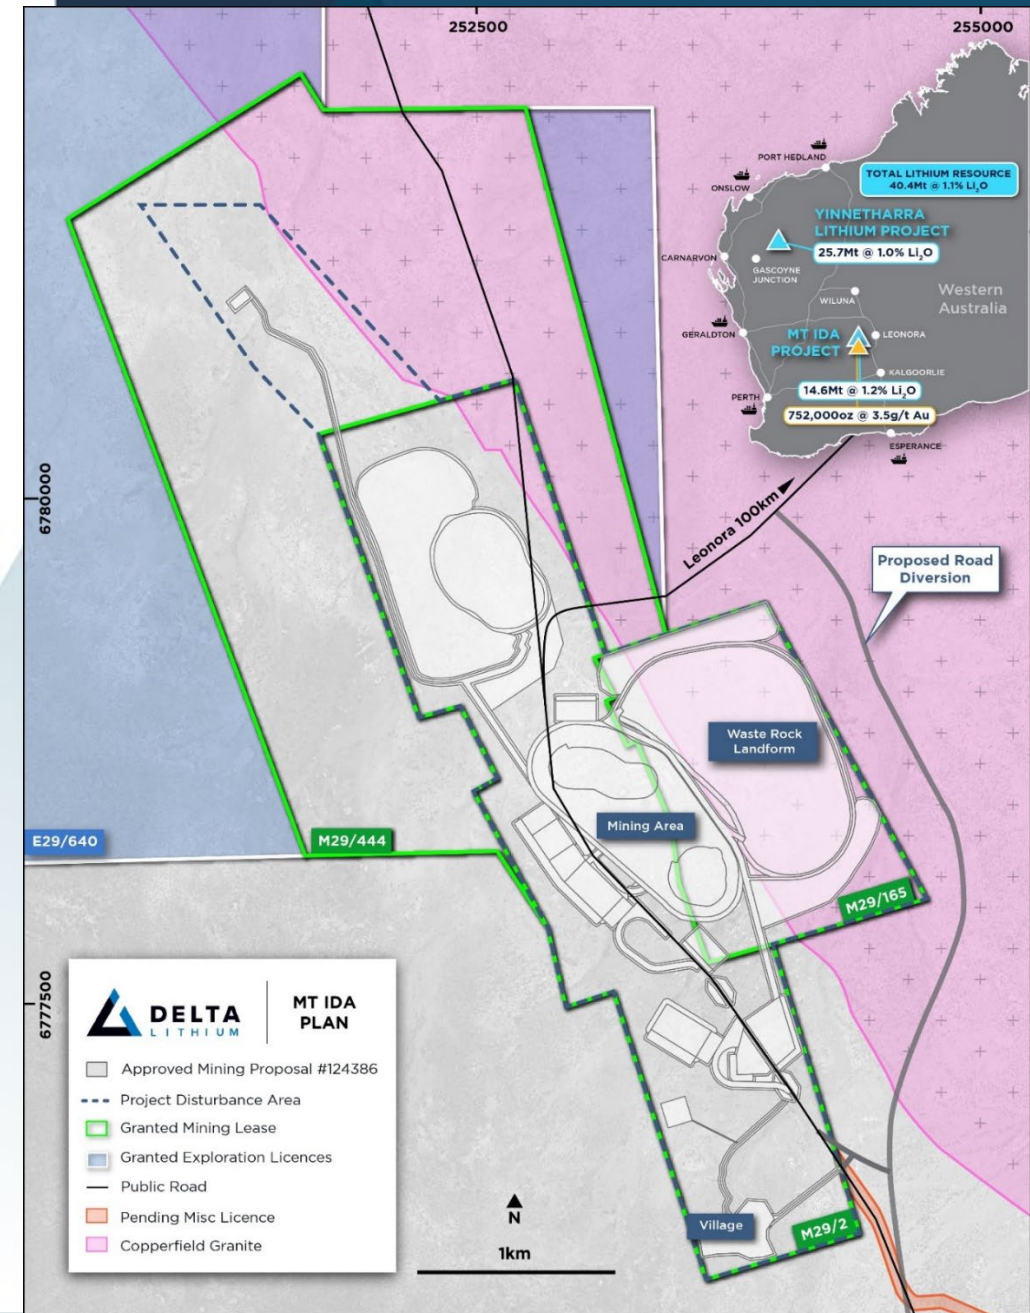 252500
255000
6780000
6777500
PORT HEDLAND
ONSLOW
TOTAL LITHIUM RESOURCE
40.4Mt @ 1.1% Li₂O
YINNETHARRA
LITHIUM PROJECT
25.7Mt @ 1.0% Li₂O
CARNARVON
GASCOYNE
JUNCTION
WILUNA
Western
Australia
GERALDTON
MT IDA
PROJECT
LEONORA
KALGOORLIE
14.6Mt @ 1.2% Li₂O
PERTH
752,000oz @ 3.5g/t Au
ESPERANCE
Leonora 100km
Proposed Road
Diversion
Waste Rock
Landform
Mining Area
E29/640
M29/444
M29/165
DELTA
LITHIUM
MT IDA
PLAN
Approved Mining Proposal #124386
Project Disturbance Area
Granted Mining Lease
Granted Exploration Licences
Public Road
Pending Misc Licence
Copperfield Granite
N
1km
Village
M29/2